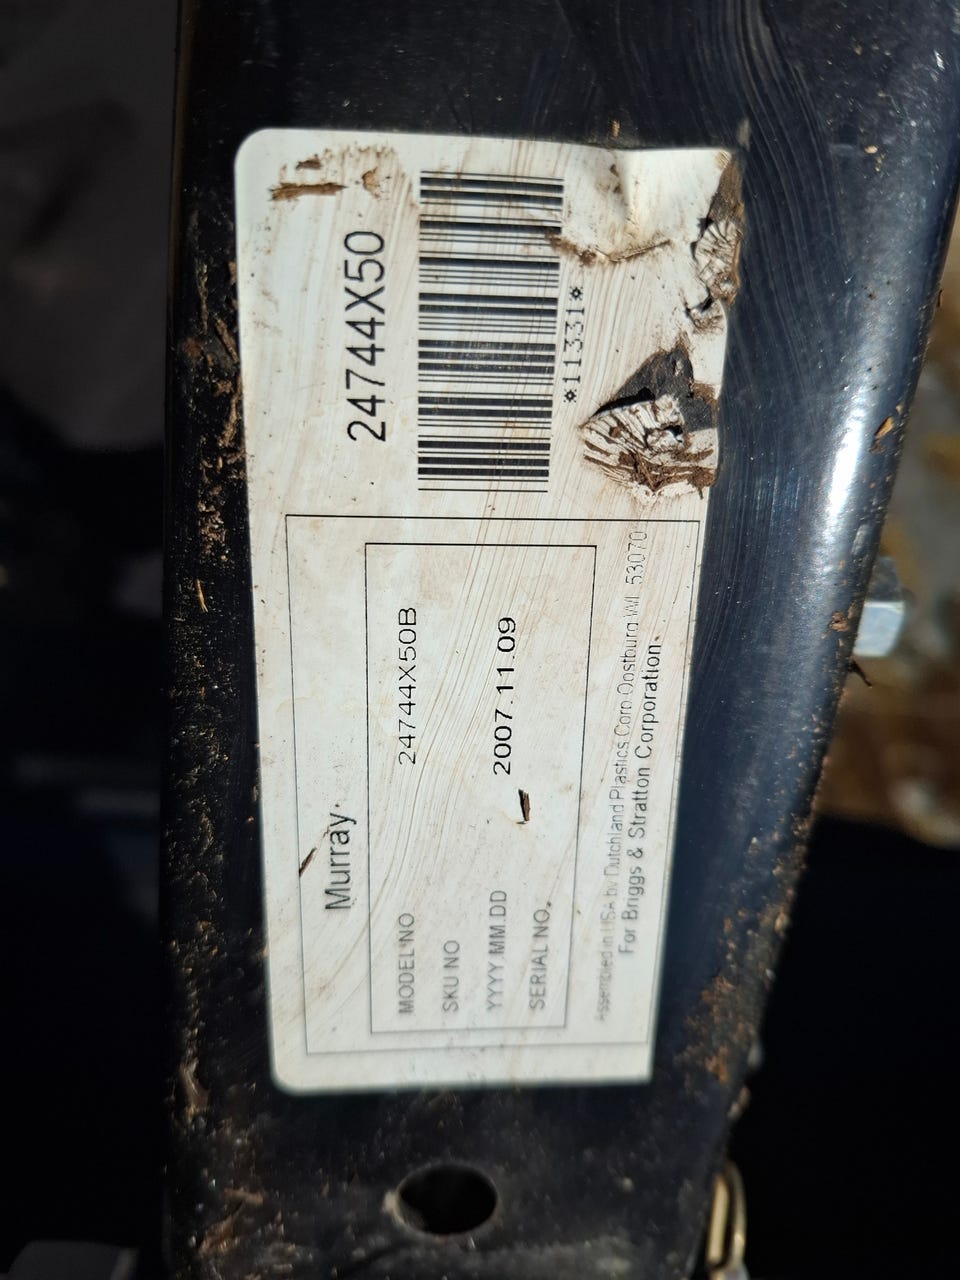 24744X50
*11331*
Murray.
MODEL NO 24744X50B
SKU NO
YYYY.MM.DD 2007.11.09
SERIAL NO.
Assembled in USA by Dutchland Plastics Corp Oostburg WI 53070
For Briggs & Stratton Corporation.